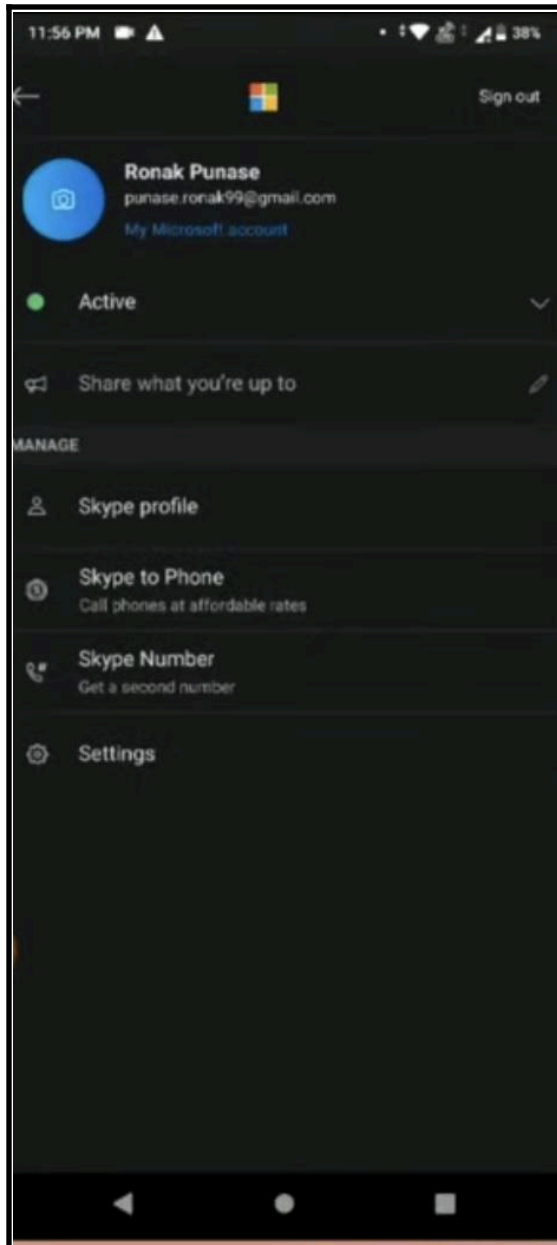 11:56 PM 38%
Sign out
Ronak Punase
punase.ronak99@gmail.com
My Microsoft account
Active
Share what you're up to
MANAGE
Skype profile
Skype to Phone
Call phones at affordable rates
Skype Number
Get a second number
Settings